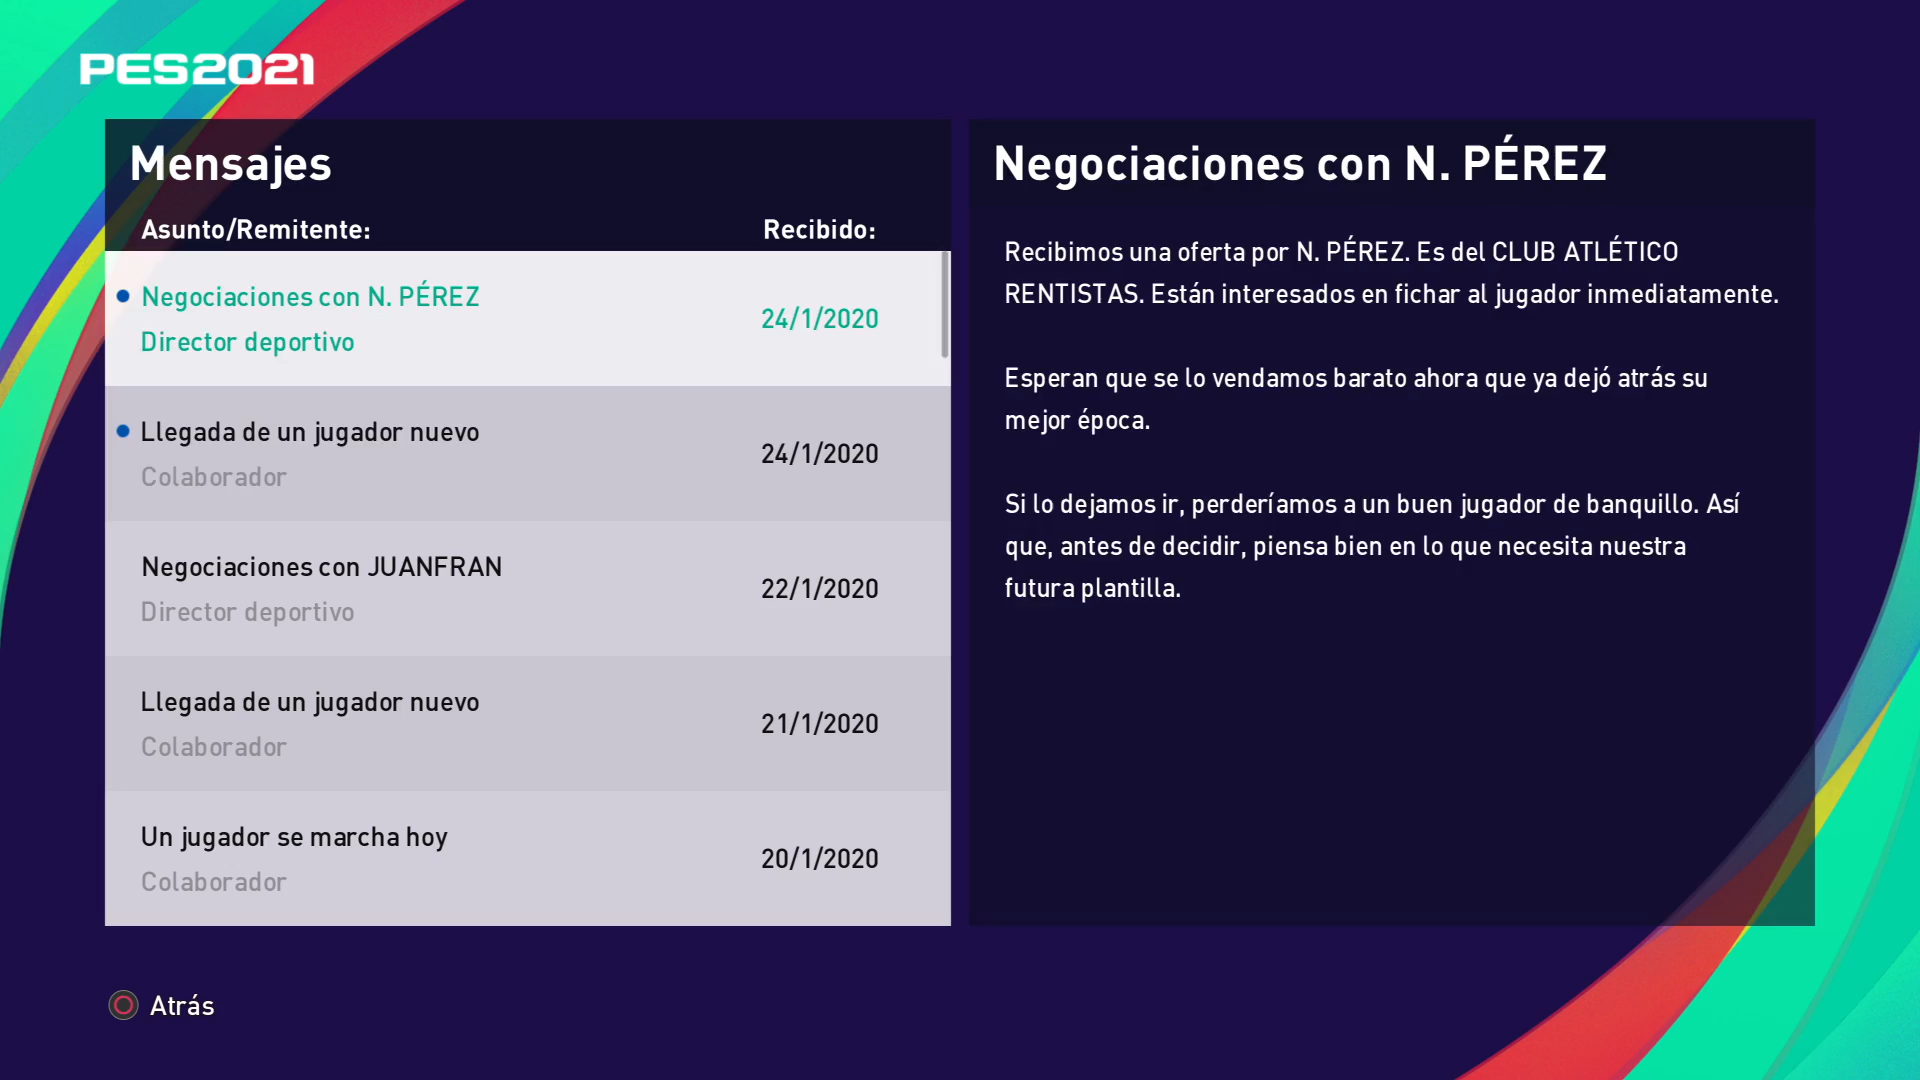 PES2021
Mensajes
Asunto/Remitente:
Recibido:
Negociaciones con N. PÉREZ
Director deportivo
24/1/2020
Llegada de un jugador nuevo
Colaborador
24/1/2020
Negociaciones con JUANFRAN
Director deportivo
22/1/2020
Llegada de un jugador nuevo
Colaborador
21/1/2020
Un jugador se marcha hoy
Colaborador
20/1/2020
Negociaciones con N. PÉREZ
Recibimos una oferta por N. PÉREZ. Es del CLUB ATLÉTICO
RENTISTAS. Están interesados en fichar al jugador inmediatamente.
Esperan que se lo vendamos barato ahora que ya dejó atrás su
mejor época.
Si lo dejamos ir, perderíamos a un buen jugador de banquillo. Así
que, antes de decidir, piensa bien en lo que necesita nuestra
futura plantilla.
Atrás